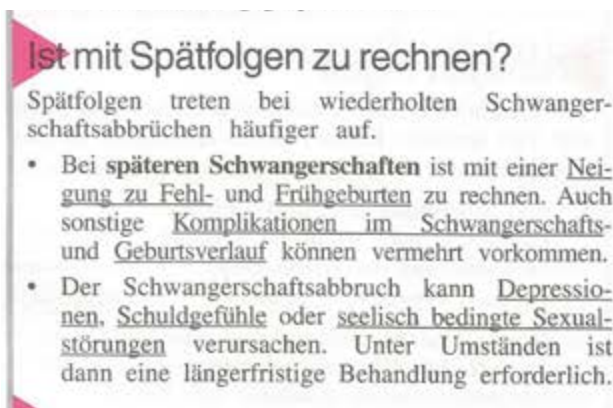 Ist mit Spätfolgen zu rechnen?
Spätfolgen treten bei wiederholten Schwanger-
schaftsabbrüchen häufiger auf.
• Bei späteren Schwangerschaften ist mit einer Nei-
gung zu Fehl- und Frühgeburten zu rechnen. Auch
sonstige Komplikationen im Schwangerschafts-
und Geburtsverlauf können vermehrt vorkommen.
• Der Schwangerschaftsabbruch kann Depressio-
nen, Schuldgefühle oder seelisch bedingte Sexual-
störungen verursachen. Unter Umständen ist
dann eine längerfristige Behandlung erforderlich.